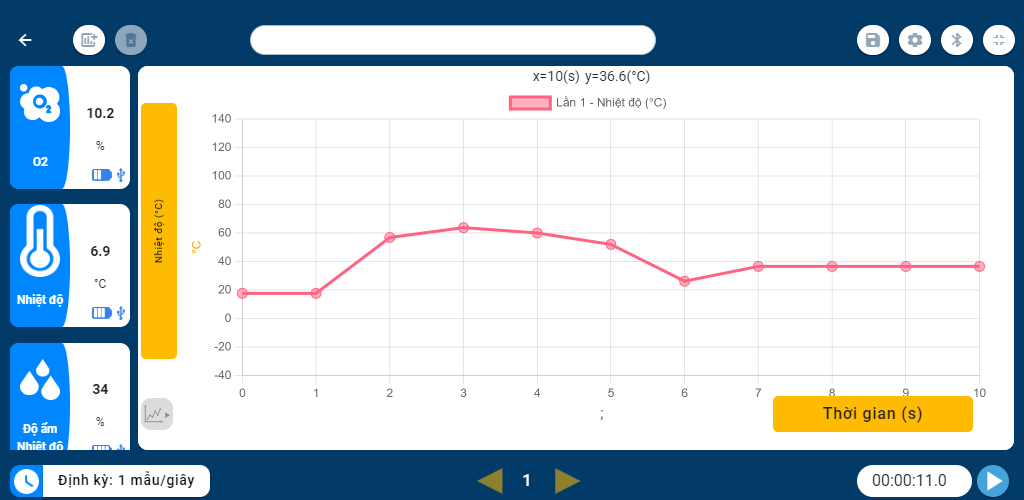 x=10(s) y=36.6(°C)
Lần 1 - Nhiệt độ (°C)
10.2
%
O2
6.9
°C
Nhiệt độ
34
%
Độ ẩm
Nhiệt độ
Nhiệt độ (°C)
°C
140
120
100
80
60
40
20
0
-20
-40
0 1 2 3 4 5 6 7 8 9 10
;
Thời gian (s)
Định kỳ: 1 mẫu/giây
1
00:00:11.0